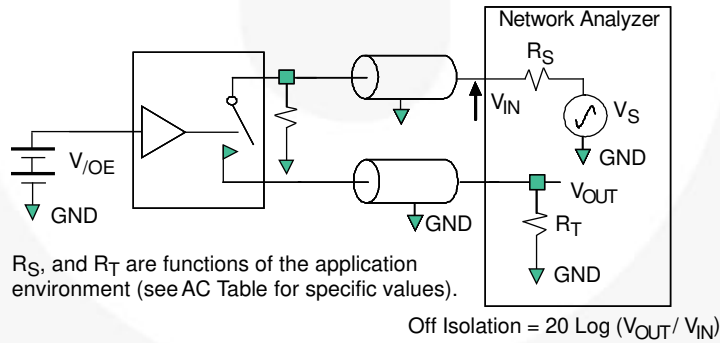 Network Analyzer
RS
VIN
VS
GND
V/OE
GND
GND
VOUT
RT
GND
RS, and RT are functions of the application
environment (see AC Table for specific values).
Off Isolation = 20 Log (VOUT/ VIN)